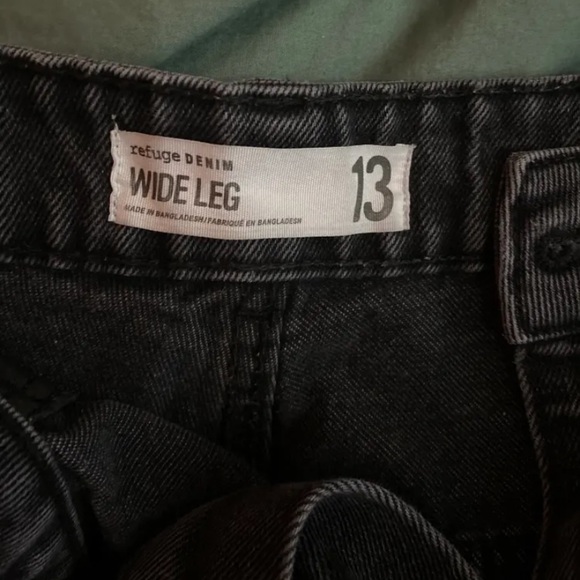 refuge DENIM
WIDE LEG
13
MADE IN BANGLADESH/FABRIQUÉ EN BANGLADESH